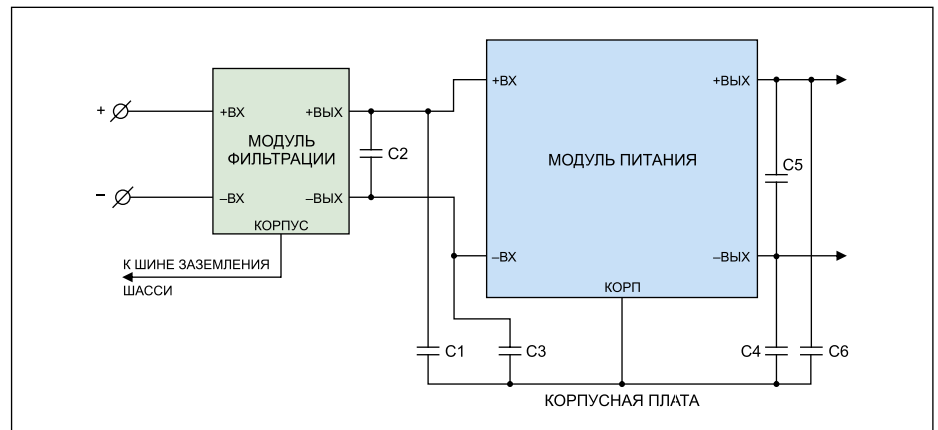 +
+ВХ
+ВЫХ
МОДУЛЬ
ФИЛЬТРАЦИИ
–
–ВХ
–ВЫХ
КОРПУС
К ШИНЕ ЗАЗЕМЛЕНИЯ
ШАССИ
C2
+ВХ
+ВЫХ
МОДУЛЬ ПИТАНИЯ
–ВХ
–ВЫХ
КОРП
C5
C1
C3
C4
C6
КОРПУСНАЯ ПЛАТА